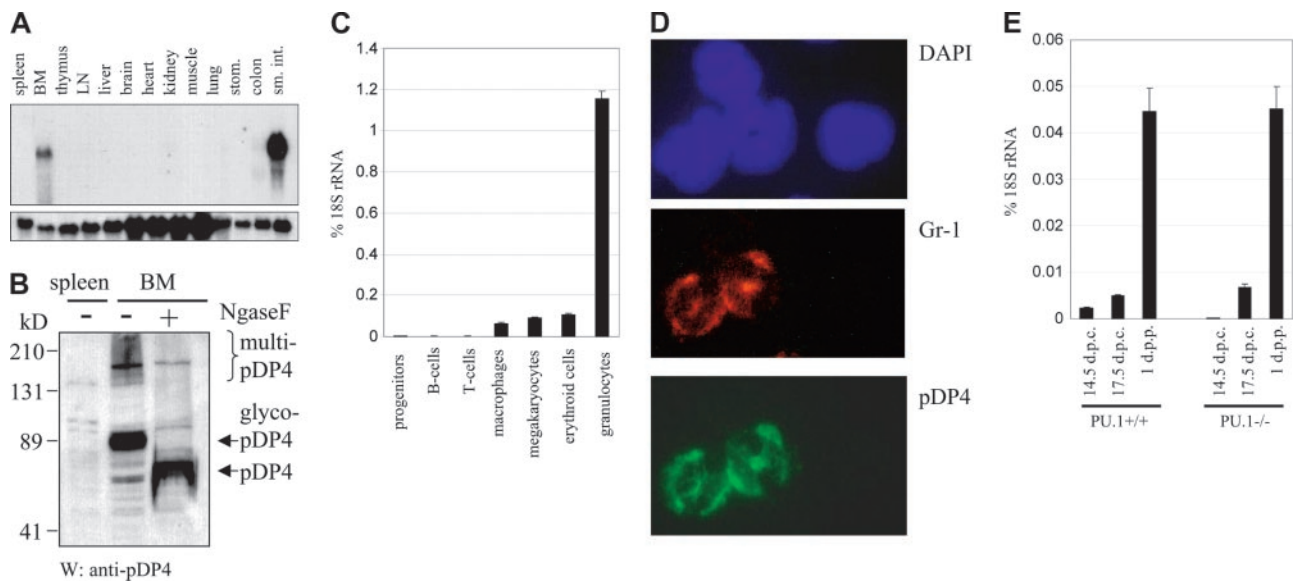 A
spleen
BM
thymus
LN
liver
brain
heart
kidney
muscle
lung
stom.
colon
sm. int.
B
spleen BM
NgaseF
- - +
kD
210
131
89
41
multi-
pDP4
glyco-
pDP4
pDP4
W: anti-pDP4
C
% 18S rRNA
1.4
1.2
1
0.8
0.6
0.4
0.2
0
progenitors
B-cells
T-cells
macrophages
megakaryocytes
erythroid cells
granulocytes
D
DAPI
Gr-1
pDP4
E
% 18S rRNA
0.06
0.05
0.04
0.03
0.02
0.01
0
14.5 d.p.c.
17.5 d.p.c.
1 d.p.p.
14.5 d.p.c.
17.5 d.p.c.
1 d.p.p.
PU.1+/+
PU.1-/-